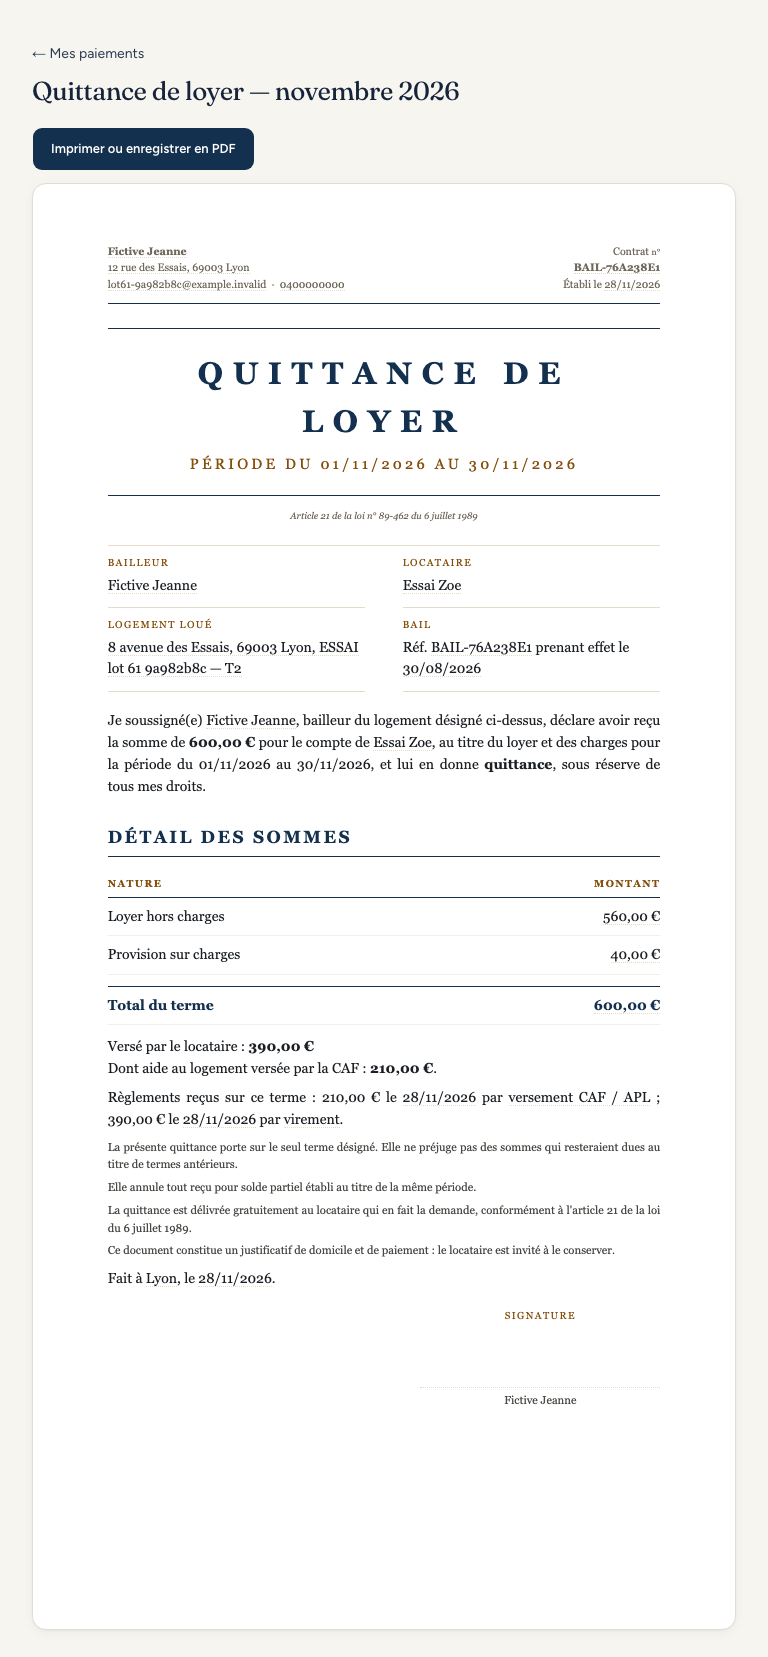 ← Mes paiements
Quittance de loyer — novembre 2026
Imprimer ou enregistrer en PDF
Fictive Jeanne
12 rue des Essais, 69003 Lyon
lot61-9a982b8c@example.invalid · 0400000000
Contrat n°
BAIL-76A238E1
Établi le 28/11/2026
QUITTANCE DE
LOYER
PÉRIODE DU 01/11/2026 AU 30/11/2026
Article 21 de la loi n° 89-462 du 6 juillet 1989
BAILLEUR
Fictive Jeanne
LOCATAIRE
Essai Zoe
LOGEMENT LOUÉ
8 avenue des Essais, 69003 Lyon, ESSAI
lot 61 9a982b8c — T2
BAIL
Réf. BAIL-76A238E1 prenant effet le
30/08/2026
Je soussigné(e) Fictive Jeanne, bailleur du logement désigné ci-dessus, déclare avoir reçu
la somme de 600,00 € pour le compte de Essai Zoe, au titre du loyer et des charges pour
la période du 01/11/2026 au 30/11/2026, et lui en donne quittance, sous réserve de
tous mes droits.
DÉTAIL DES SOMMES
NATURE MONTANT
Loyer hors charges 560,00 €
Provision sur charges 40,00 €
Total du terme 600,00 €
Versé par le locataire : 390,00 €
Dont aide au logement versée par la CAF : 210,00 €.
Règlements reçus sur ce terme : 210,00 € le 28/11/2026 par versement CAF / APL ;
390,00 € le 28/11/2026 par virement.
La présente quittance porte sur le seul terme désigné. Elle ne préjuge pas des sommes qui resteraient dues au
titre de termes antérieurs.
Elle annule tout reçu pour solde partiel établi au titre de la même période.
La quittance est délivrée gratuitement au locataire qui en fait la demande, conformément à l'article 21 de la loi
du 6 juillet 1989.
Ce document constitue un justificatif de domicile et de paiement : le locataire est invité à le conserver.
Fait à Lyon, le 28/11/2026.
SIGNATURE
Fictive Jeanne